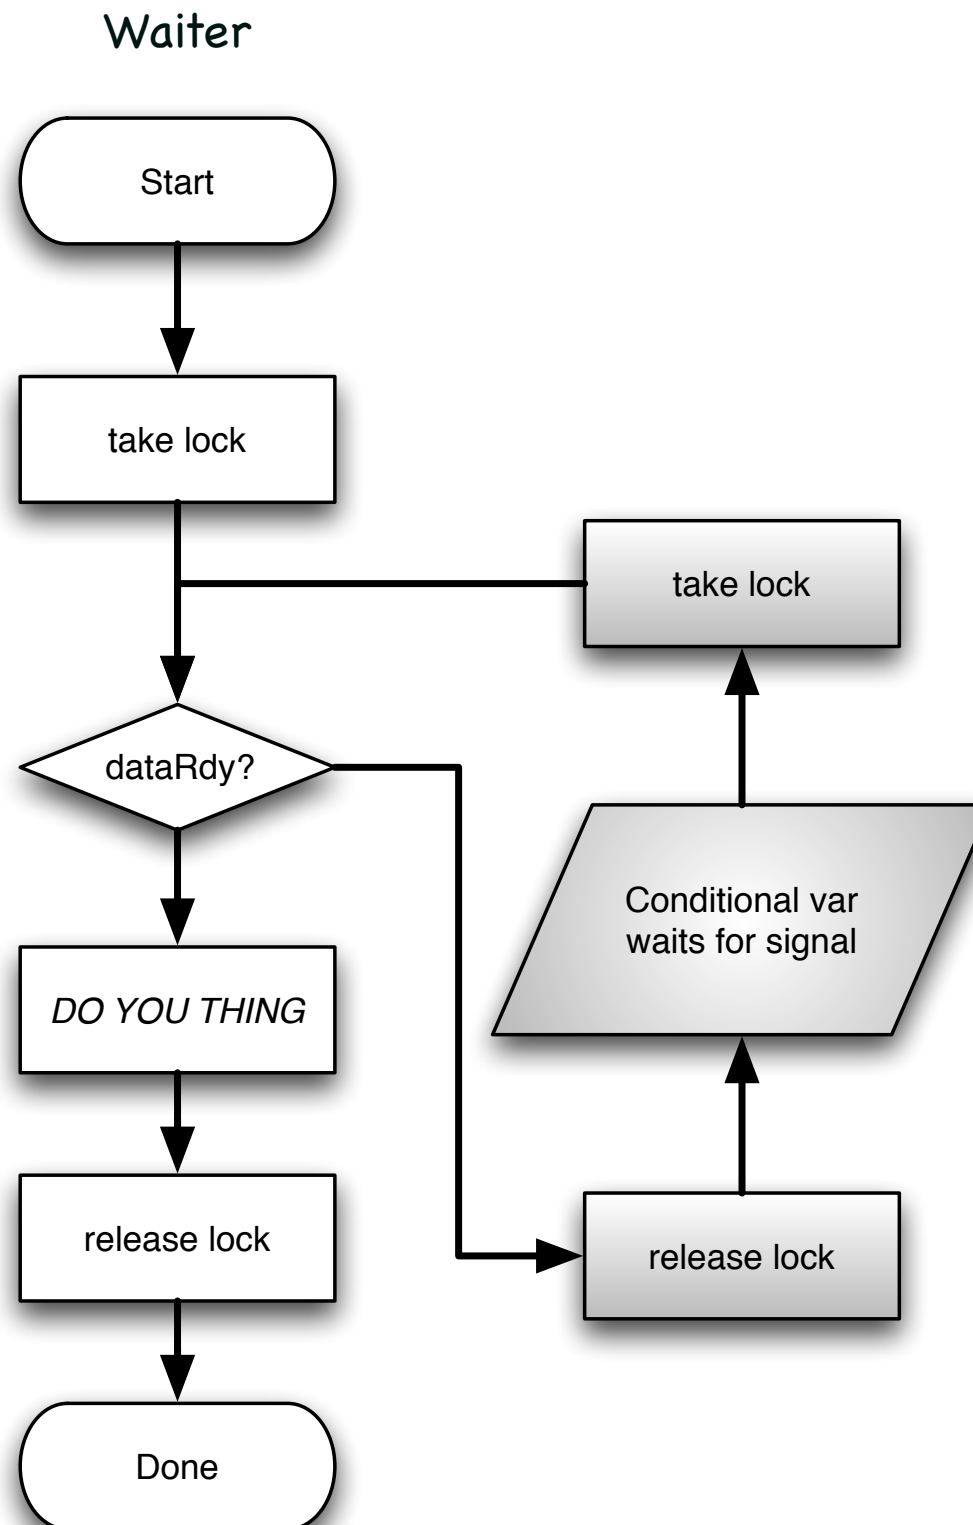 Waiter
Start
take lock
take lock
dataRdy?
Conditional var
waits for signal
DO YOU THING
release lock
release lock
Done